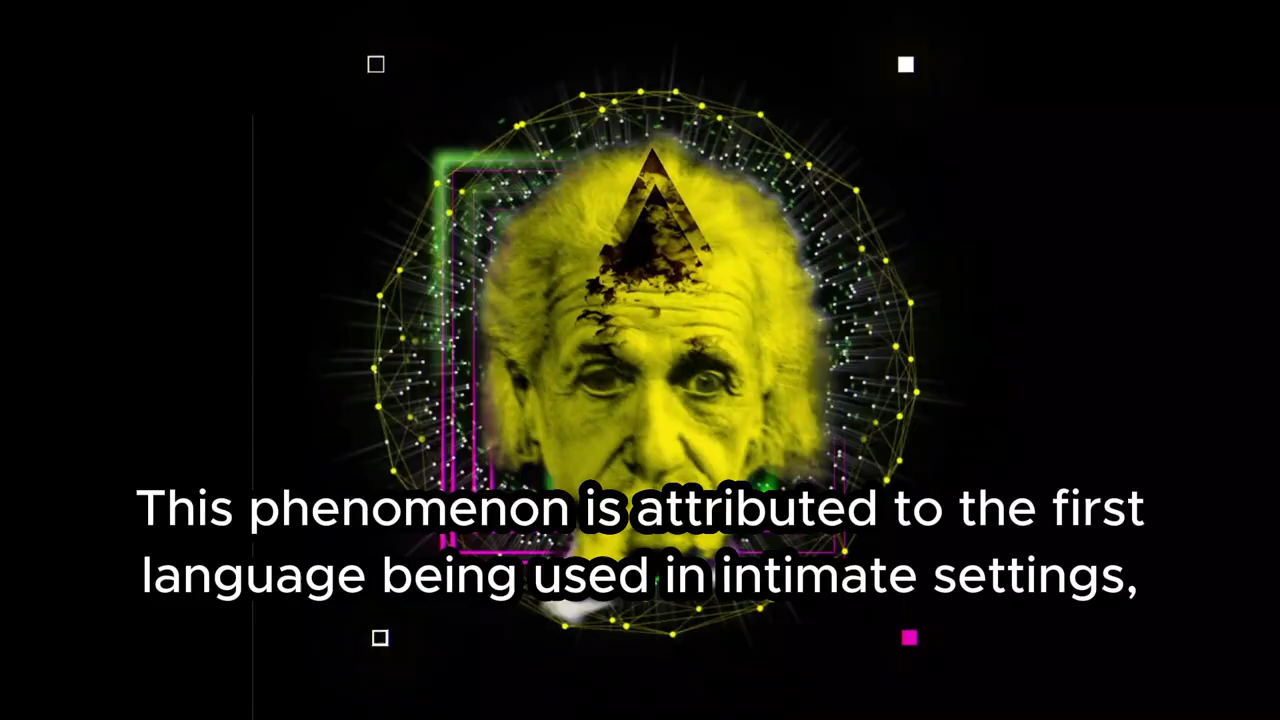 This phenomenon is attributed to the first
language being used in intimate settings,